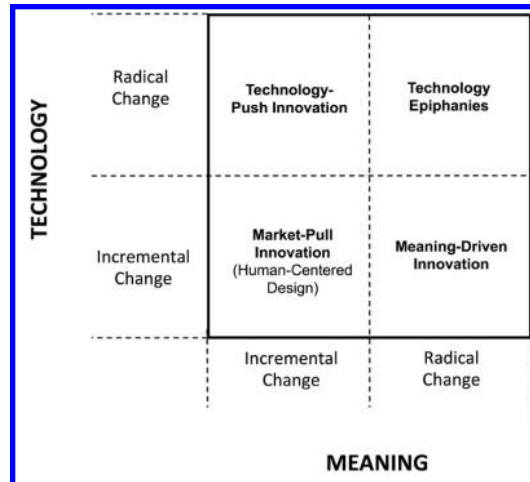 TECHNOLOGY
Radical
Change
Technology-
Push Innovation
Technology
Epiphanies
Incremental
Change
Market-Pull
Innovation
(Human-Centered
Design)
Meaning-Driven
Innovation
Incremental
Change
Radical
Change
MEANING